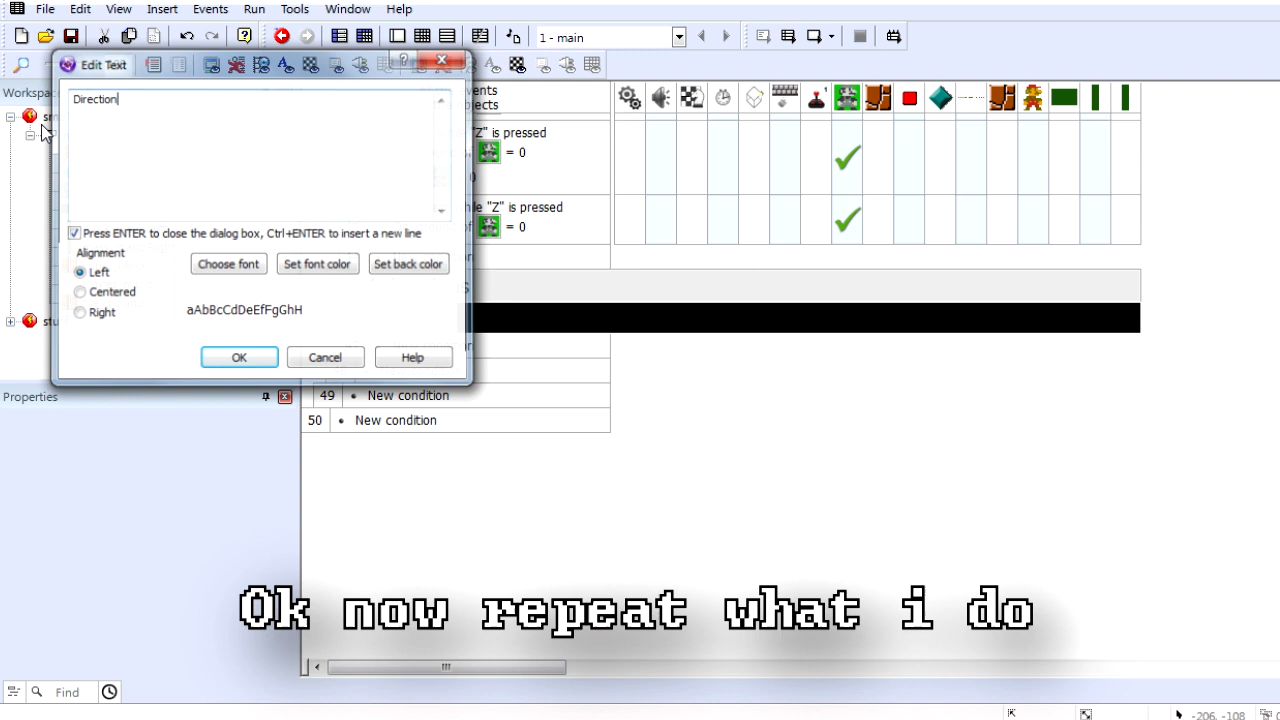 File Edit View Insert Events Run Tools Window Help
1 - main
Edit Text
Workspac
Direction
"Z" is pressed
= 0
hile "Z" is pressed
= 0
Press ENTER to close the dialog box, Ctrl+ENTER to insert a new line
Alignment
Left
Centered
Right
Choose font
Set font color
Set back color
aAbBcCdDeEfFgGhH
OK
Cancel
Help
Properties
49 • New condition
50 • New condition
Ok now repeat what i do
Find
-206, -108